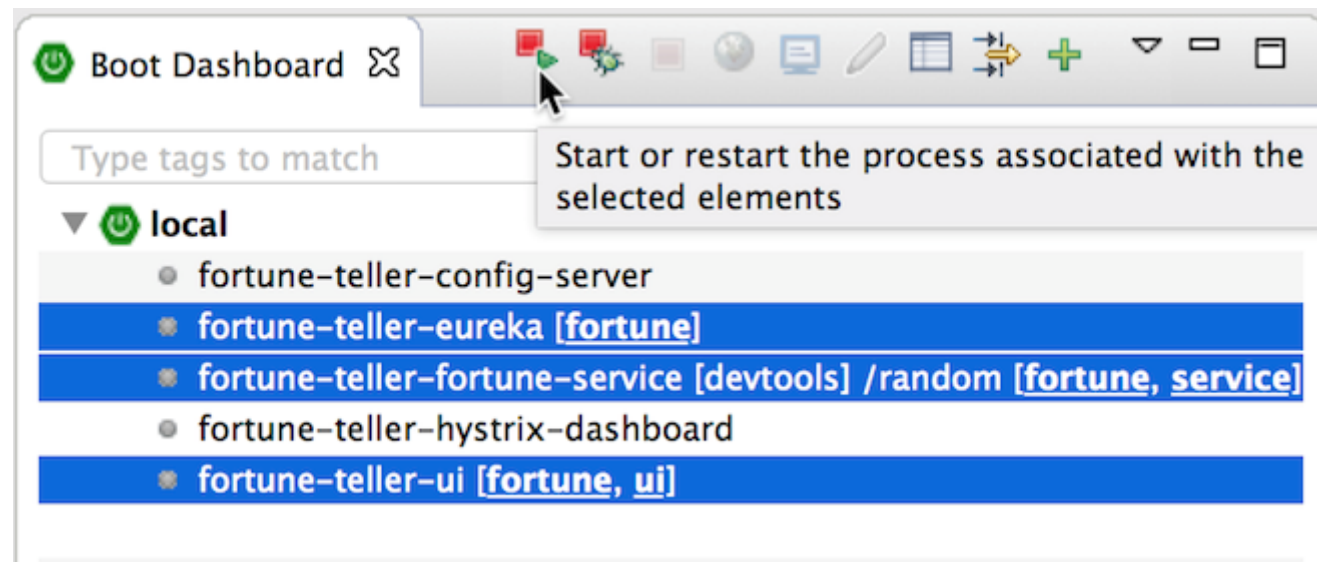 Boot Dashboard
Type tags to match
Start or restart the process associated with the
selected elements
local
fortune-teller-config-server
fortune-teller-eureka [fortune]
fortune-teller-fortune-service [devtools] /random [fortune, service]
fortune-teller-hystrix-dashboard
fortune-teller-ui [fortune, ui]